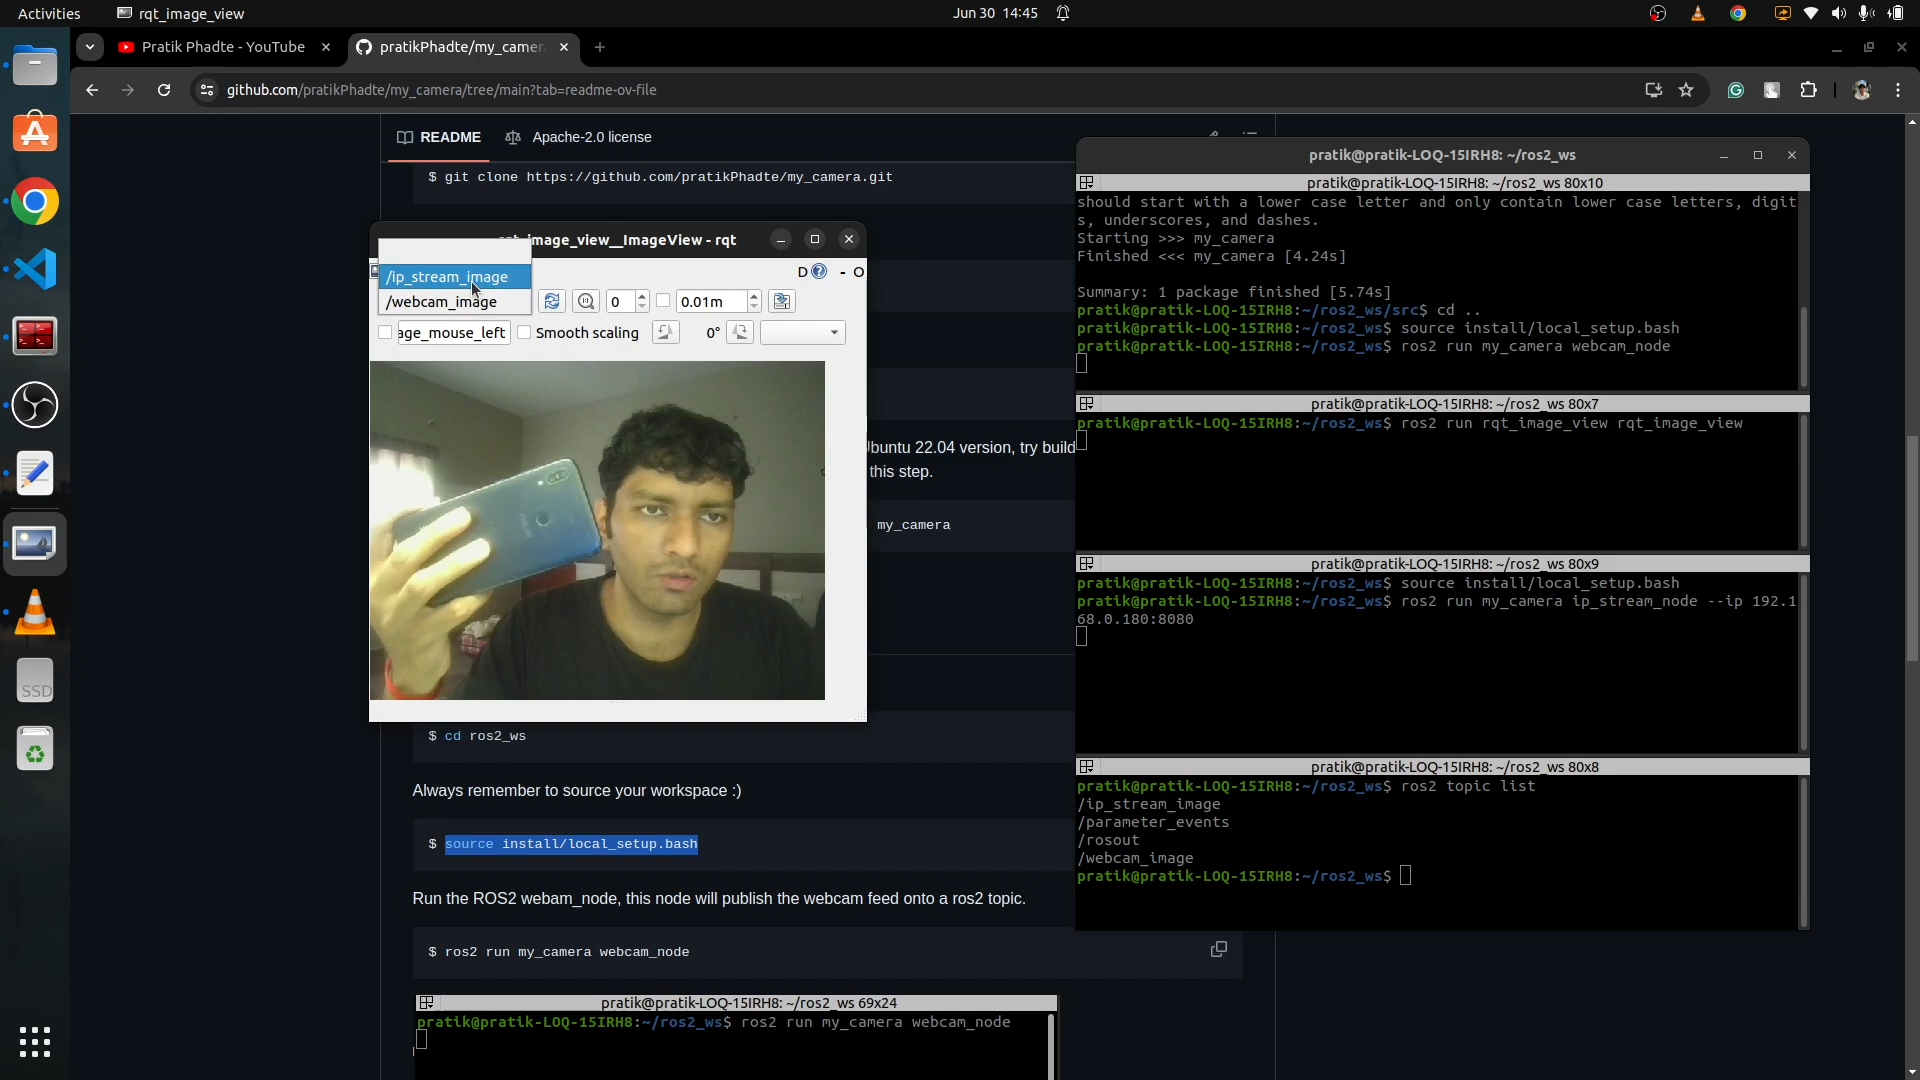 Activities
rqt_image_view
Jun 30 14:45
Pratik Phadte - YouTube
pratikPhadte/my_camer
github.com/pratikPhadte/my_camera/tree/main?tab=readme-ov-file
README
Apache-2.0 license
$ git clone https://github.com/pratikPhadte/my_camera.git
image_view__ImageView - rqt
/ip_stream_image
/webcam_image
D
- O
0
0.01m
age_mouse_left
Smooth scaling
0°
Ubuntu 22.04 version, try build
this step.
my_camera
$ cd ros2_ws
Always remember to source your workspace :)
$ source install/local_setup.bash
Run the ROS2 webam_node, this node will publish the webcam feed onto a ros2 topic.
$ ros2 run my_camera webcam_node
pratik@pratik-LOQ-15IRH8: ~/ros2_ws 69x24
pratik@pratik-LOQ-15IRH8:~/ros2_ws$ ros2 run my_camera webcam_node
pratik@pratik-LOQ-15IRH8: ~/ros2_ws
pratik@pratik-LOQ-15IRH8: ~/ros2_ws 80x10
should start with a lower case letter and only contain lower case letters, digit
s, underscores, and dashes.
Starting >>> my_camera
Finished <<< my_camera [4.24s]
Summary: 1 package finished [5.74s]
pratik@pratik-LOQ-15IRH8:~/ros2_ws/src$ cd ..
pratik@pratik-LOQ-15IRH8:~/ros2_ws$ source install/local_setup.bash
pratik@pratik-LOQ-15IRH8:~/ros2_ws$ ros2 run my_camera webcam_node
pratik@pratik-LOQ-15IRH8: ~/ros2_ws 80x7
pratik@pratik-LOQ-15IRH8:~/ros2_ws$ ros2 run rqt_image_view rqt_image_view
pratik@pratik-LOQ-15IRH8: ~/ros2_ws 80x9
pratik@pratik-LOQ-15IRH8:~/ros2_ws$ source install/local_setup.bash
pratik@pratik-LOQ-15IRH8:~/ros2_ws$ ros2 run my_camera ip_stream_node --ip 192.1
68.0.180:8080
pratik@pratik-LOQ-15IRH8: ~/ros2_ws 80x8
pratik@pratik-LOQ-15IRH8:~/ros2_ws$ ros2 topic list
/ip_stream_image
/parameter_events
/rosout
/webcam_image
pratik@pratik-LOQ-15IRH8:~/ros2_ws$
SSD